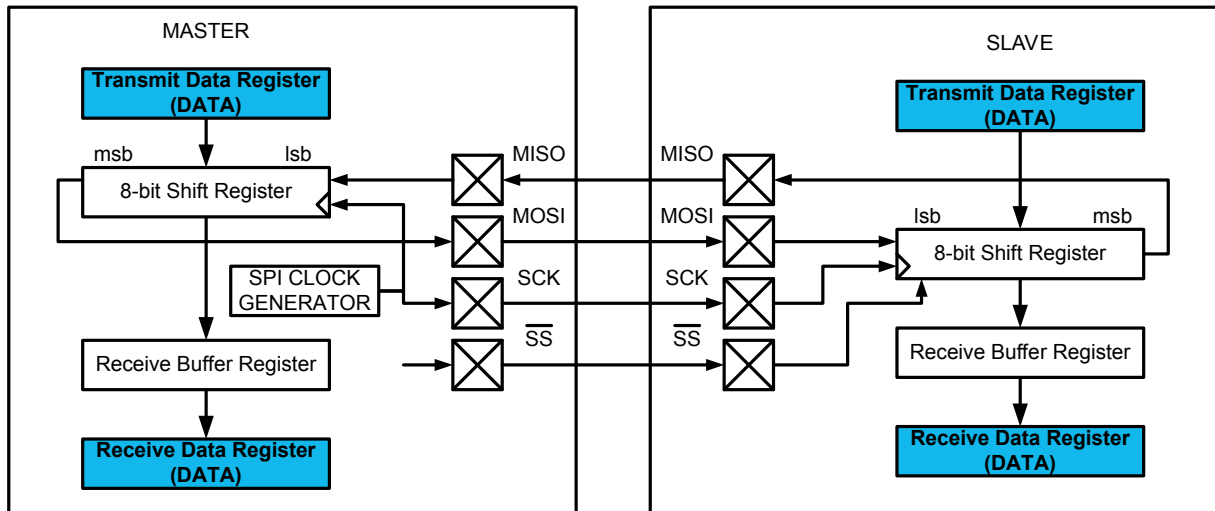 MASTER
Transmit Data Register
(DATA)
msb
lsb
8-bit Shift Register
SPI CLOCK
GENERATOR
Receive Buffer Register
Receive Data Register
(DATA)
MISO
MOSI
SCK
SS
SLAVE
MISO
MOSI
SCK
SS
Transmit Data Register
(DATA)
lsb
msb
8-bit Shift Register
Receive Buffer Register
Receive Data Register
(DATA)